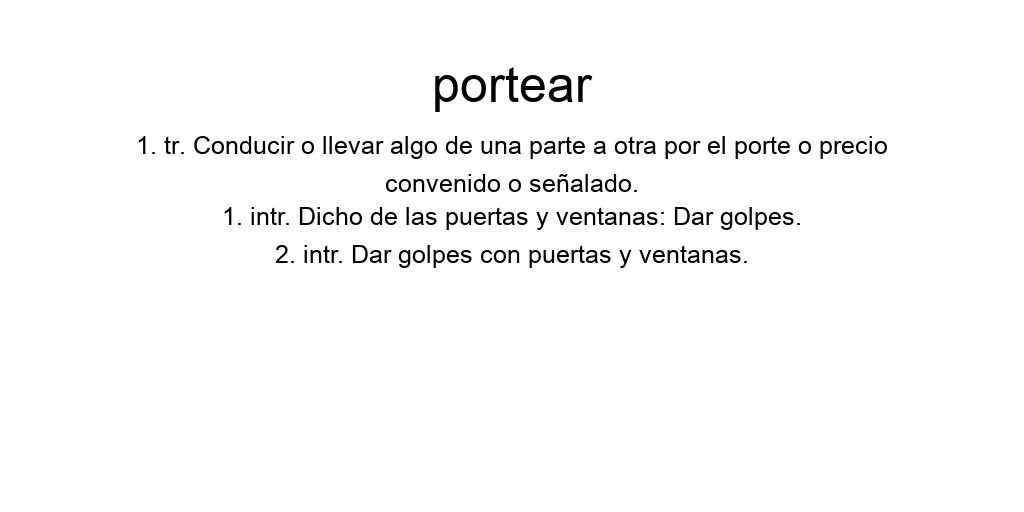 portear
1. tr. Conducir o llevar algo de una parte a otra por el porte o precio
convenido o señalado.
1. intr. Dicho de las puertas y ventanas: Dar golpes.
2. intr. Dar golpes con puertas y ventanas.